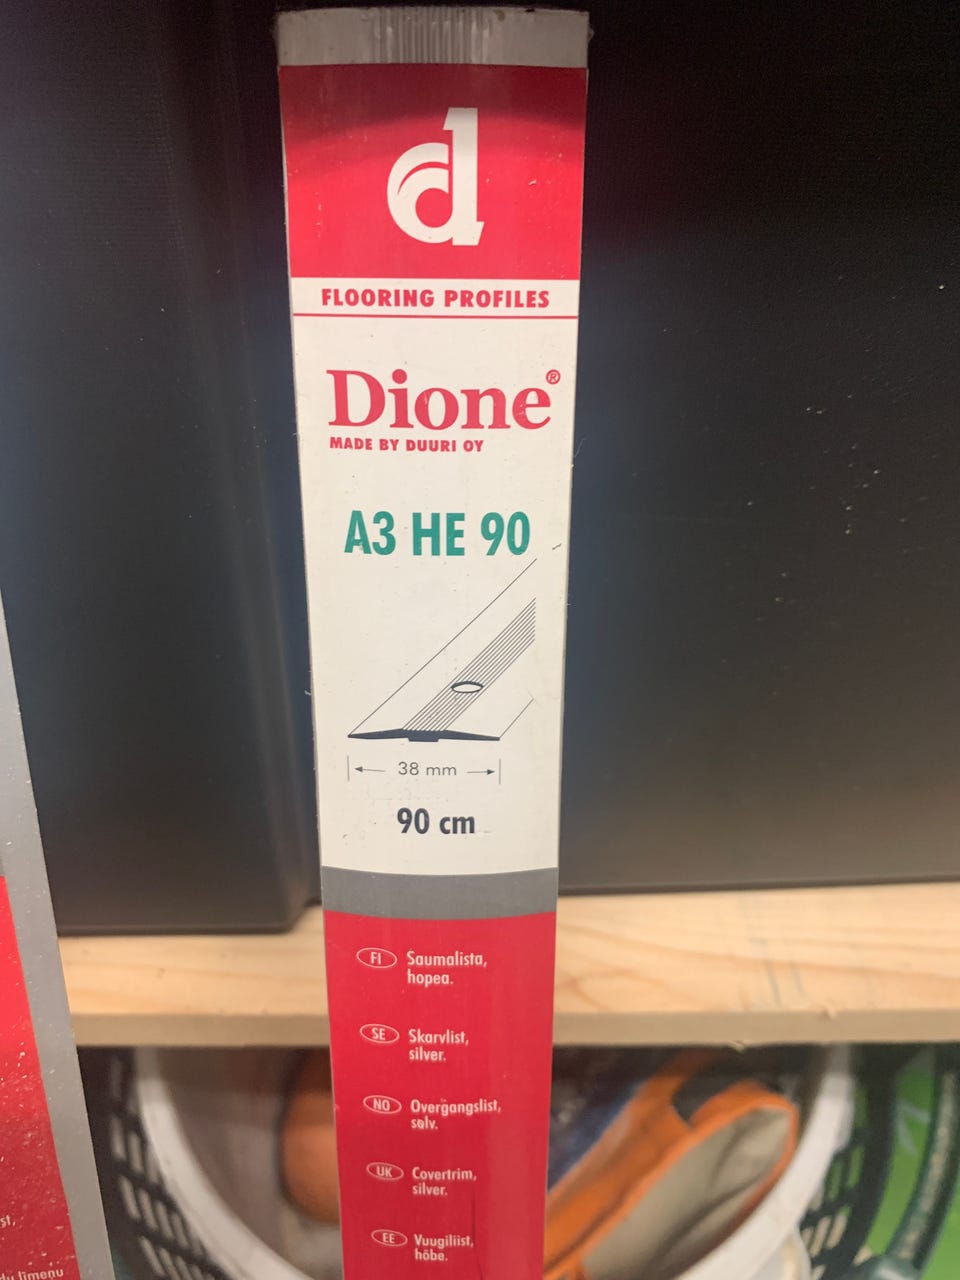 d
FLOORING PROFILES
Dione®
MADE BY DUURI OY
A3 HE 90
38 mm
90 cm
FI Saumalista,
hopea.
SE Skarvlist,
silver.
NO Overgangslist,
sølv.
UK Covertrim,
silver.
EE Vuugiliist,
hõbe.
st,